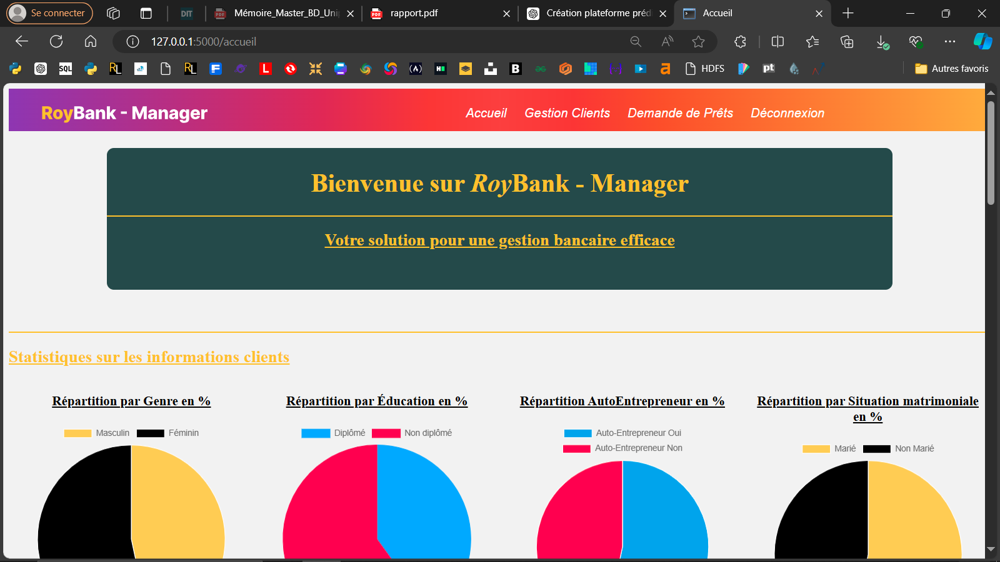 Se connecter
DIT
Mémoire_Master_BD_Uni
rapport.pdf
Création plateforme préd
Accueil
127.0.0.1:5000/accueil
SQL
HDFS
Autres favoris
RoyBank - Manager
Accueil
Gestion Clients
Demande de Prêts
Déconnexion
Bienvenue sur RoyBank - Manager
Votre solution pour une gestion bancaire efficace
Statistiques sur les informations clients
Répartition par Genre en %
Masculin Féminin
Répartition par Éducation en %
Diplômé Non diplômé
Répartition AutoEntrepreneur en %
Auto-Entrepreneur Oui
Auto-Entrepreneur Non
Répartition par Situation matrimoniale
en %
Marié Non Marié